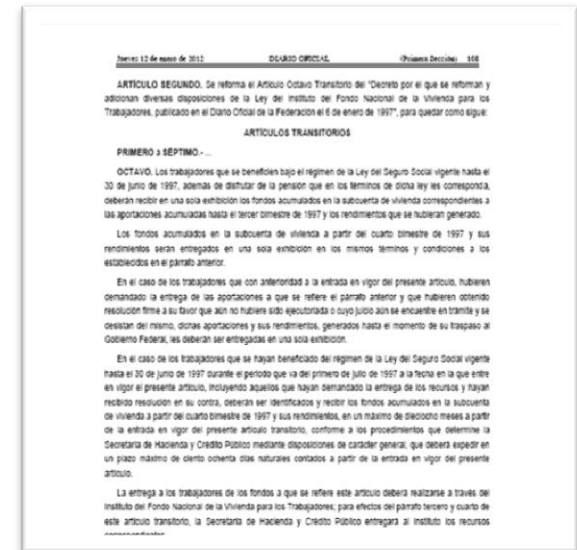 Jueves 12 de enero de 2012 DIARIO OFICIAL (Primera Sección) 108
ARTÍCULO SEGUNDO. Se reforma el Artículo Octavo Transitorio del "Decreto por el que se reforman y
adicionan diversas disposiciones de la Ley del Instituto del Fondo Nacional de la Vivienda para los
Trabajadores, publicado en el Diario Oficial de la Federación el 6 de enero de 1997", para quedar como sigue:
ARTÍCULOS TRANSITORIOS
PRIMERO a SÉPTIMO.- ...
OCTAVO. Los trabajadores que se beneficien bajo el régimen de la Ley del Seguro Social vigente hasta el
30 de junio de 1997, además de disfrutar de la pensión que en los términos de dicha ley les corresponda,
deberán recibir en una sola exhibición los fondos acumulados en la subcuenta de vivienda correspondientes a
las aportaciones acumuladas hasta el tercer bimestre de 1997 y los rendimientos que se hubieran generado.
Los fondos acumulados en la subcuenta de vivienda a partir del cuarto bimestre de 1997 y sus
rendimientos serán entregados en una sola exhibición en los mismos términos y condiciones a los
establecidos en el párrafo anterior.
En el caso de los trabajadores que con anterioridad a la entrada en vigor del presente artículo, hubieren
demandado la entrega de las aportaciones a que se refiere el párrafo anterior y que hubieren obtenido
resolución firme a su favor que aún no hubiere sido ejecutoriada o cuyo juicio aún se encuentre en trámite y se
desistan del mismo, dichas aportaciones y sus rendimientos, generados hasta el momento de su traspaso al
Gobierno Federal, les deberán ser entregadas en una sola exhibición.
En el caso de los trabajadores que se hayan beneficiado del régimen de la Ley del Seguro Social vigente
hasta el 30 de junio de 1997 durante el periodo que va del primero de julio de 1997 a la fecha en la que entre
en vigor el presente artículo, incluyendo aquellos que hayan demandado la entrega de los recursos y hayan
recibido resolución en su contra, deberán ser identificados y recibir los fondos acumulados en la subcuenta
de vivienda a partir del cuarto bimestre de 1997 y sus rendimientos, en un máximo de dieciocho meses a partir
de la entrada en vigor del presente artículo transitorio, conforme a los procedimientos que determine la
Secretaría de Hacienda y Crédito Público mediante disposiciones de carácter general, que deberá expedir en
un plazo máximo de ciento ochenta días naturales contados a partir de la entrada en vigor del presente
artículo.
La entrega a los trabajadores de los fondos a que se refiere este artículo deberá realizarse a través del
Instituto del Fondo Nacional de la Vivienda para los Trabajadores; para efectos del párrafo tercero y cuarto de
este artículo transitorio, la Secretaría de Hacienda y Crédito Público entregará al Instituto los recursos